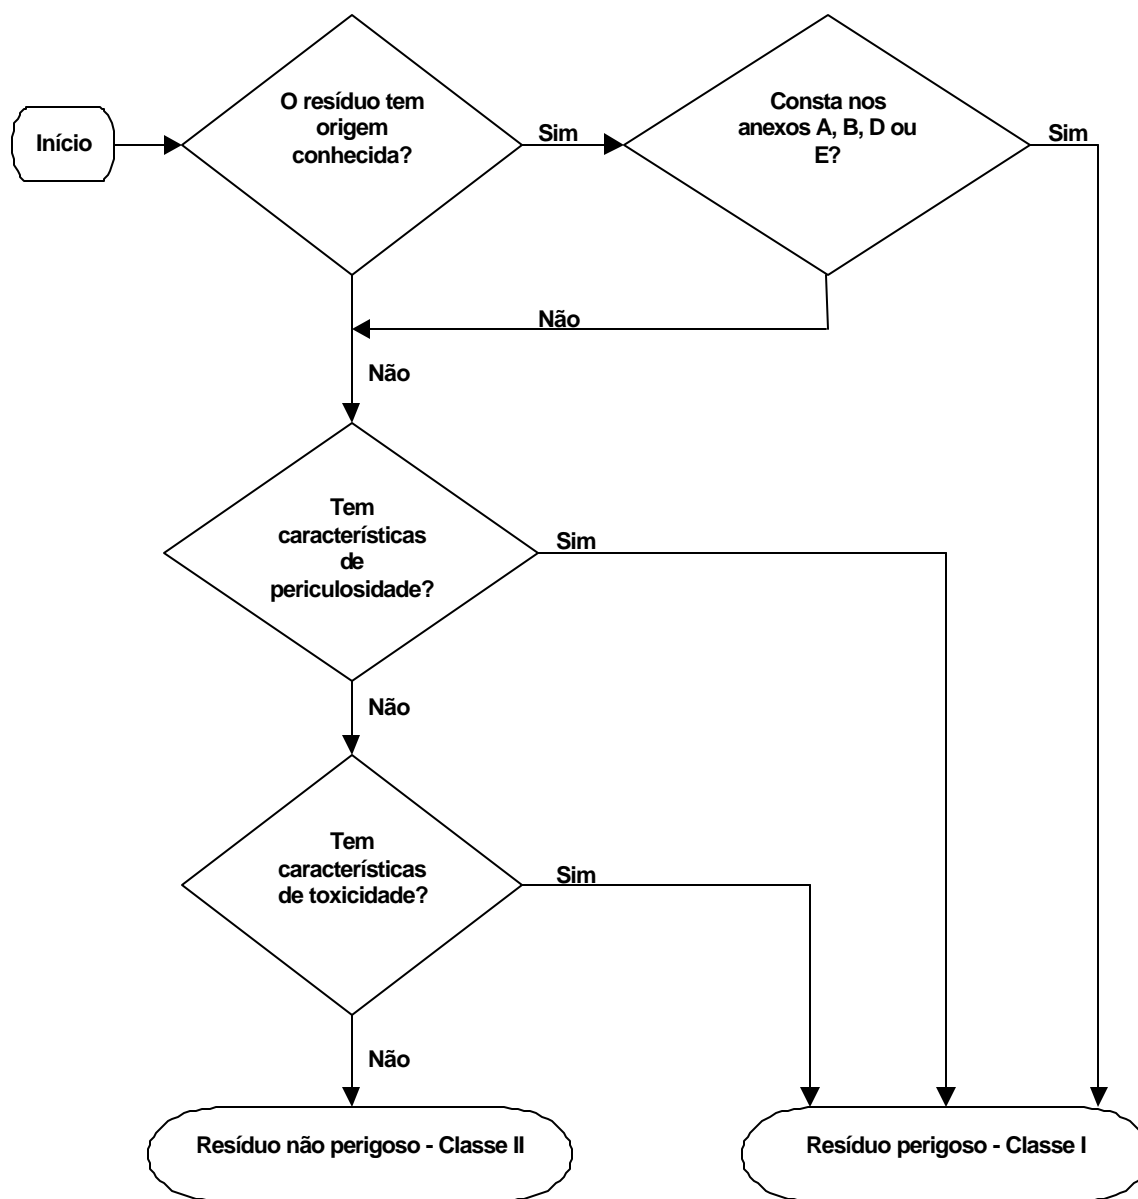 Início
O resíduo tem
origem
conhecida?
Sim
Consta nos
anexos A, B, D ou
E?
Sim
Não
Não
Tem
características
de
periculosidade?
Sim
Não
Tem
características
de toxicidade?
Sim
Não
Resíduo não perigoso - Classe II
Resíduo perigoso - Classe I